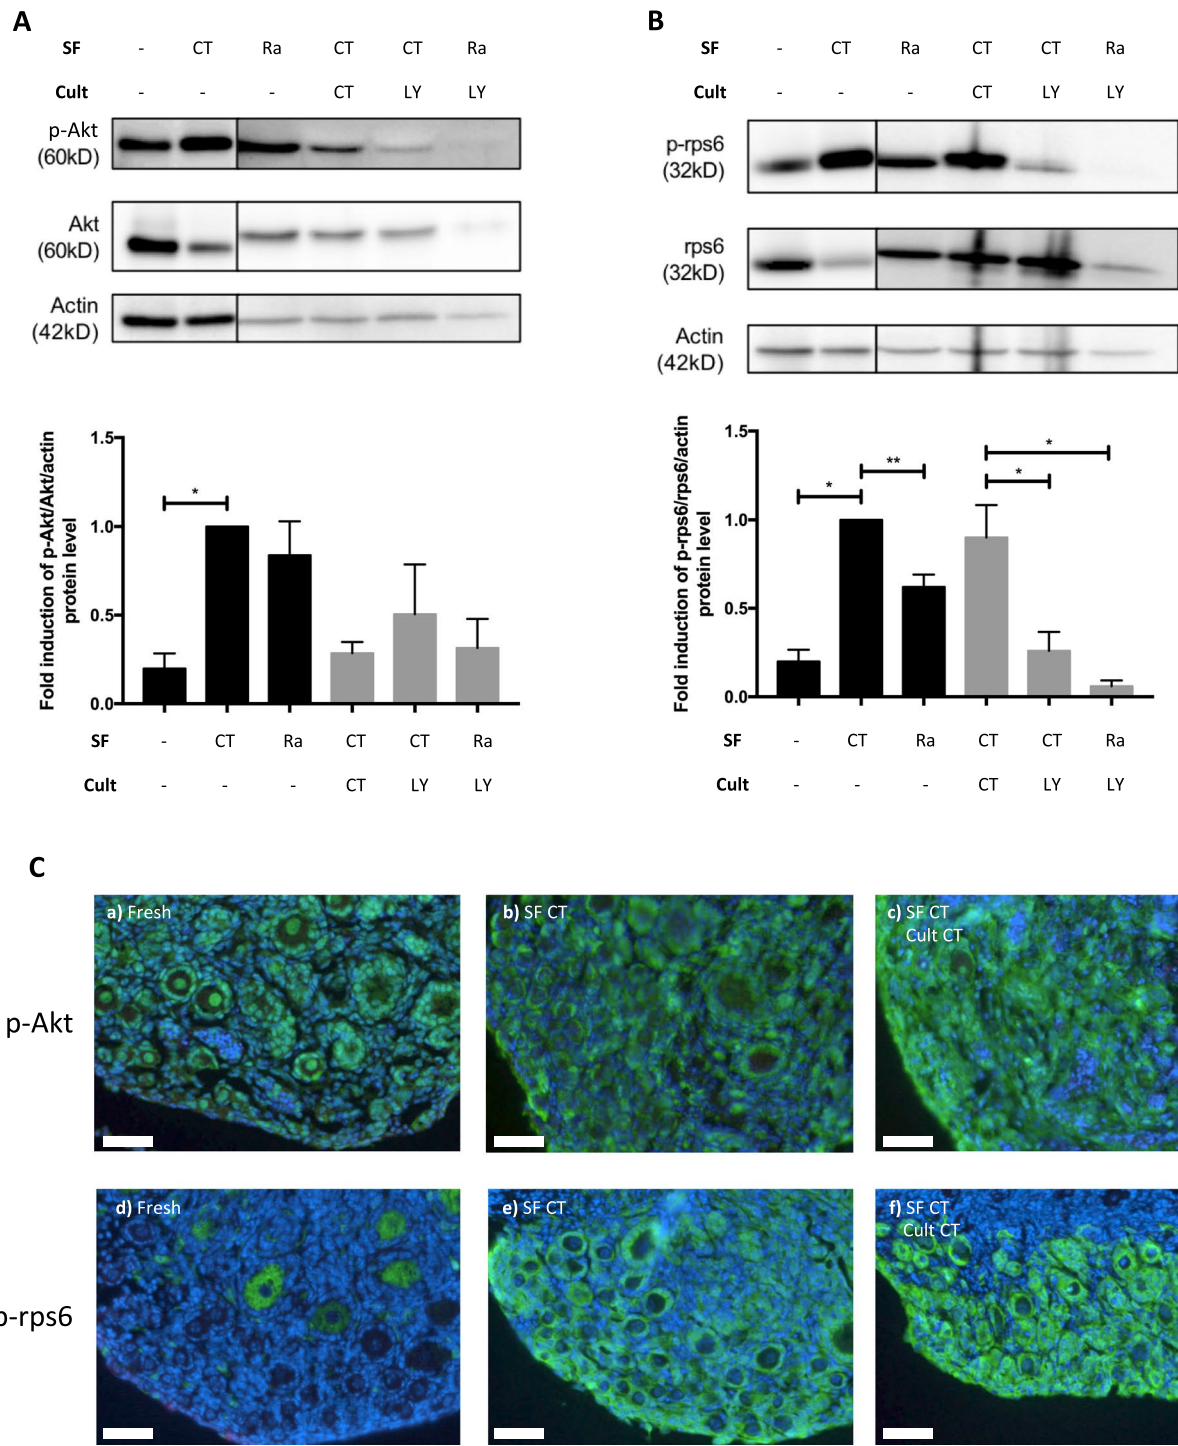 A
SF - CT Ra CT CT Ra
Cult - - - CT LY LY
p-Akt
(60kD)
Akt
(60kD)
Actin
(42kD)
Fold induction of p-Akt/Akt/actin
protein level
1.5
1.0
0.5
0.0
*
SF - CT Ra CT CT Ra
Cult - - - CT LY LY
B
SF - CT Ra CT CT Ra
Cult - - - CT LY LY
p-rps6
(32kD)
rps6
(32kD)
Actin
(42kD)
Fold induction of p-rps6/rps6/actin
protein level
1.5
1.0
0.5
0.0
*
**
*
*
SF - CT Ra CT CT Ra
Cult - - - CT LY LY
C
p-Akt
a) Fresh
b) SF CT
c) SF CT
Cult CT
p-rps6
d) Fresh
e) SF CT
f) SF CT
Cult CT